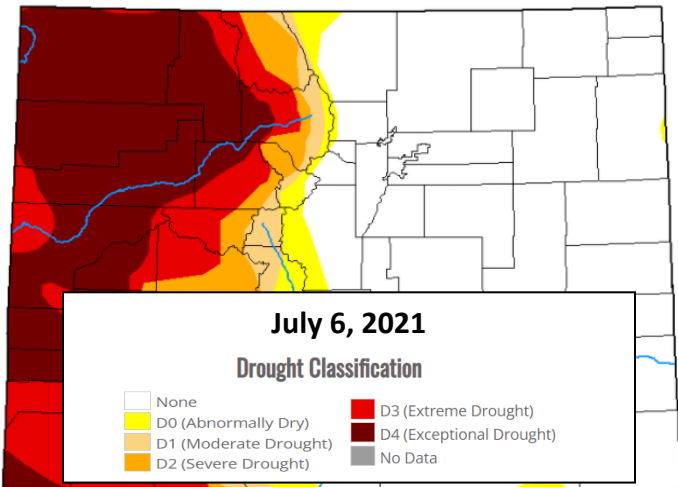 July 6, 2021
Drought Classification
None
D0 (Abnormally Dry)
D1 (Moderate Drought)
D2 (Severe Drought)
D3 (Extreme Drought)
D4 (Exceptional Drought)
No Data